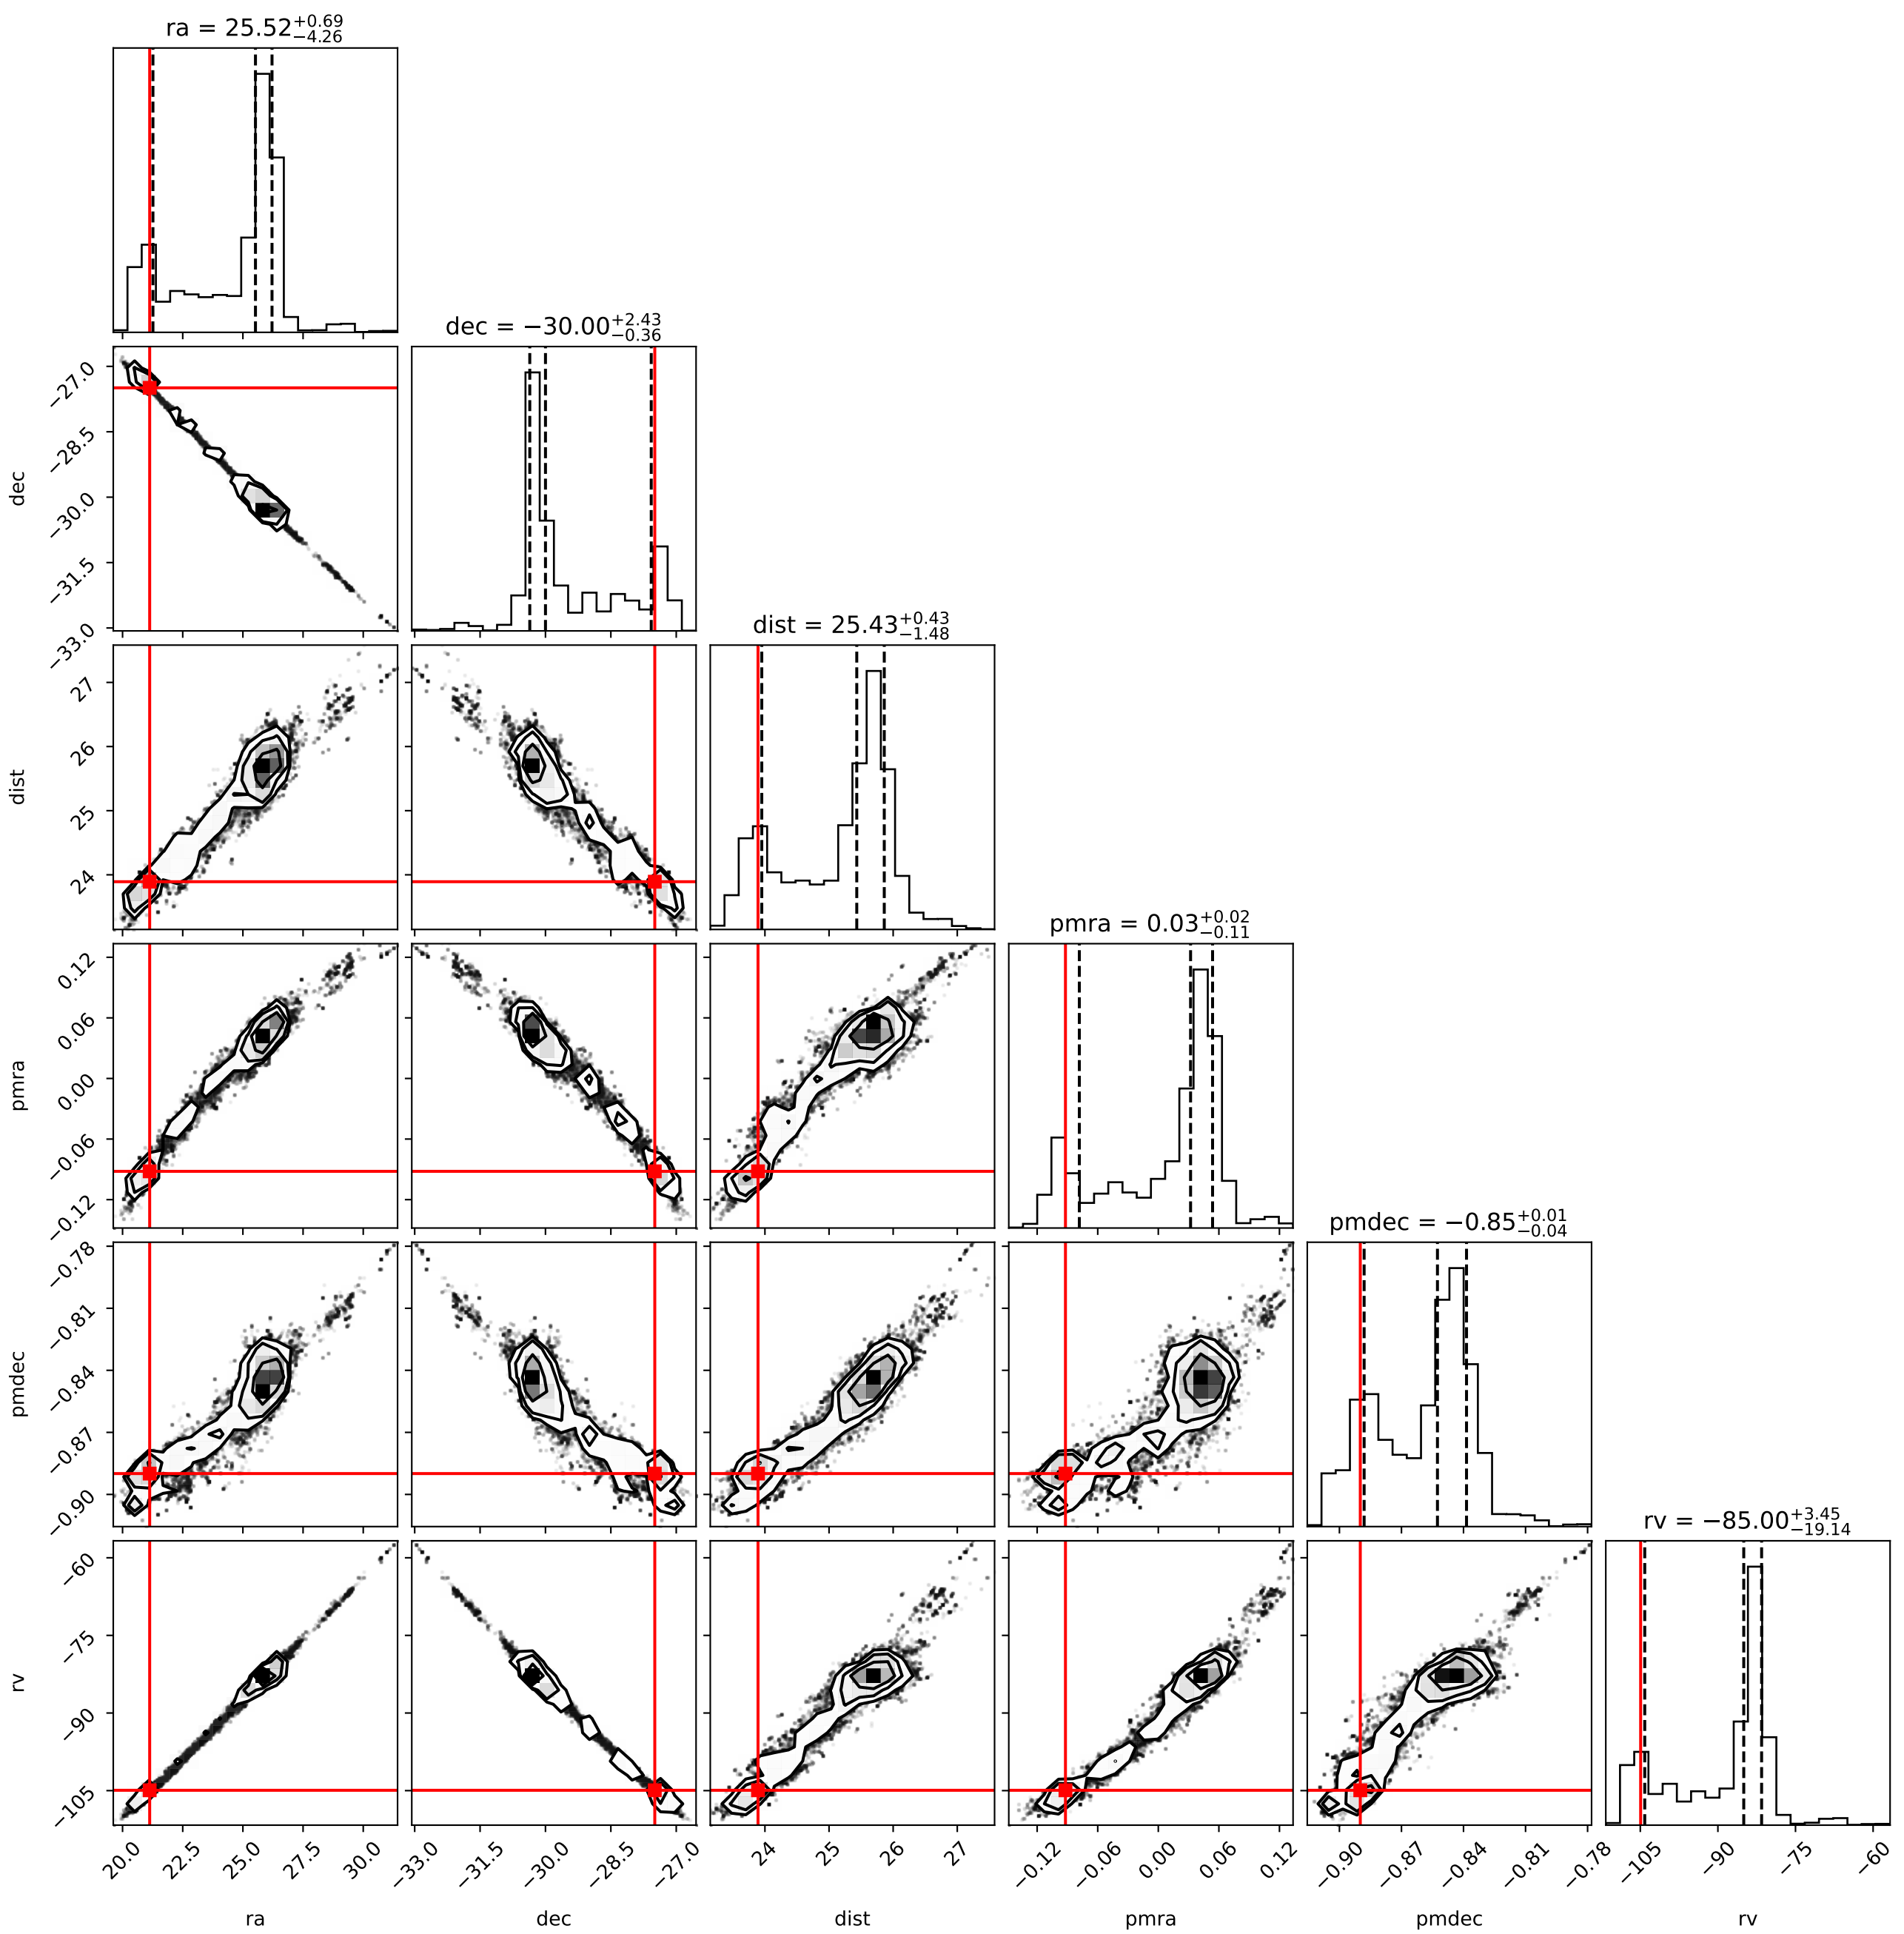 ra = 25.52+0.69−4.26
dec = −30.00+2.43−0.36
−27.0
−28.5
−30.0
−31.5
−33.0
dec
dist = 25.43+0.43−1.48
27
26
25
24
dist
pmra = 0.03+0.02−0.11
0.12
0.06
0.00
−0.06
−0.12
pmra
pmdec = −0.85+0.01−0.04
−0.78
−0.81
−0.84
−0.87
−0.90
pmdec
rv = −85.00+3.45−19.14
−60
−75
−90
−105
rv
20.0 22.5 25.0 27.5 30.0 −33.0 −31.5 −30.0 −28.5 −27.0 24 25 26 27 −0.12 −0.06 0.00 0.06 0.12 −0.90 −0.87 −0.84 −0.81 −0.78 −105 −90 −75 −60
ra dec dist pmra pmdec rv